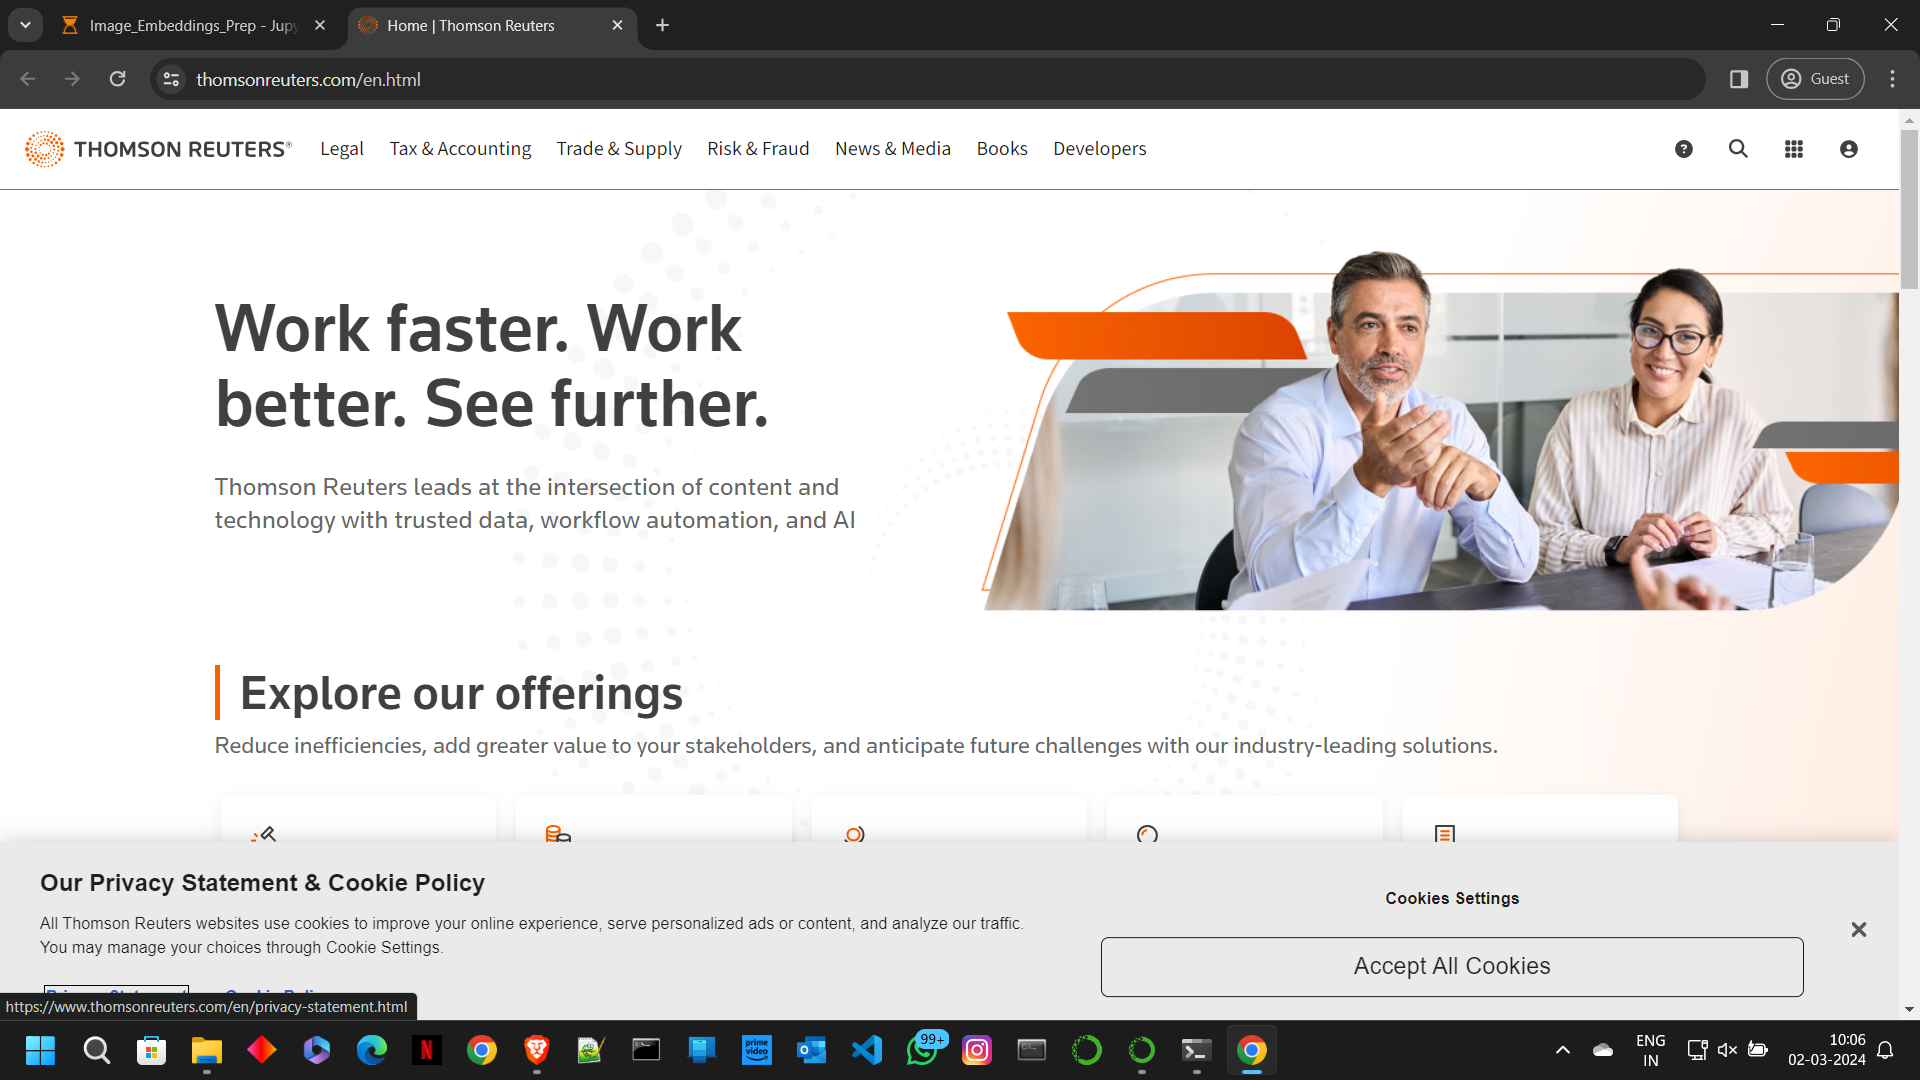 Image_Embeddings_Prep - Jupy
Home | Thomson Reuters
thomsonreuters.com/en.html
Guest
THOMSON REUTERS®
Legal
Tax & Accounting
Trade & Supply
Risk & Fraud
News & Media
Books
Developers
Work faster. Work
better. See further.
Thomson Reuters leads at the intersection of content and
technology with trusted data, workflow automation, and AI
Explore our offerings
Reduce inefficiencies, add greater value to your stakeholders, and anticipate future challenges with our industry-leading solutions.
Our Privacy Statement & Cookie Policy
All Thomson Reuters websites use cookies to improve your online experience, serve personalized ads or content, and analyze our traffic.
You may manage your choices through Cookie Settings.
Cookies Settings
Accept All Cookies
https://www.thomsonreuters.com/en/privacy-statement.html
prime
video
99+
ENG
IN
10:06
02-03-2024